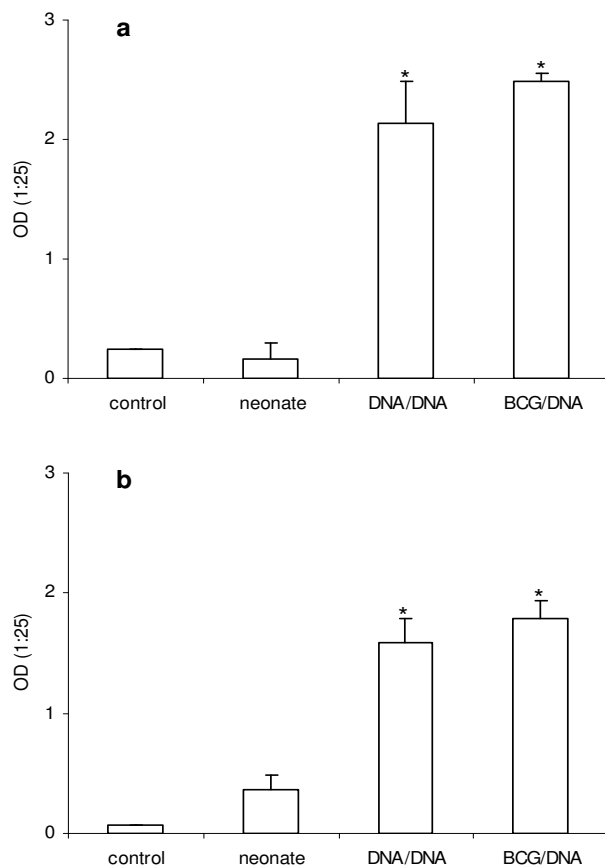 a
3
*
*
2
OD (1:25)
1
0
control neonate DNA/DNA BCG/DNA
b
3
2
*
*
OD (1:25)
1
0
control neonate DNA/DNA BCG/DNA